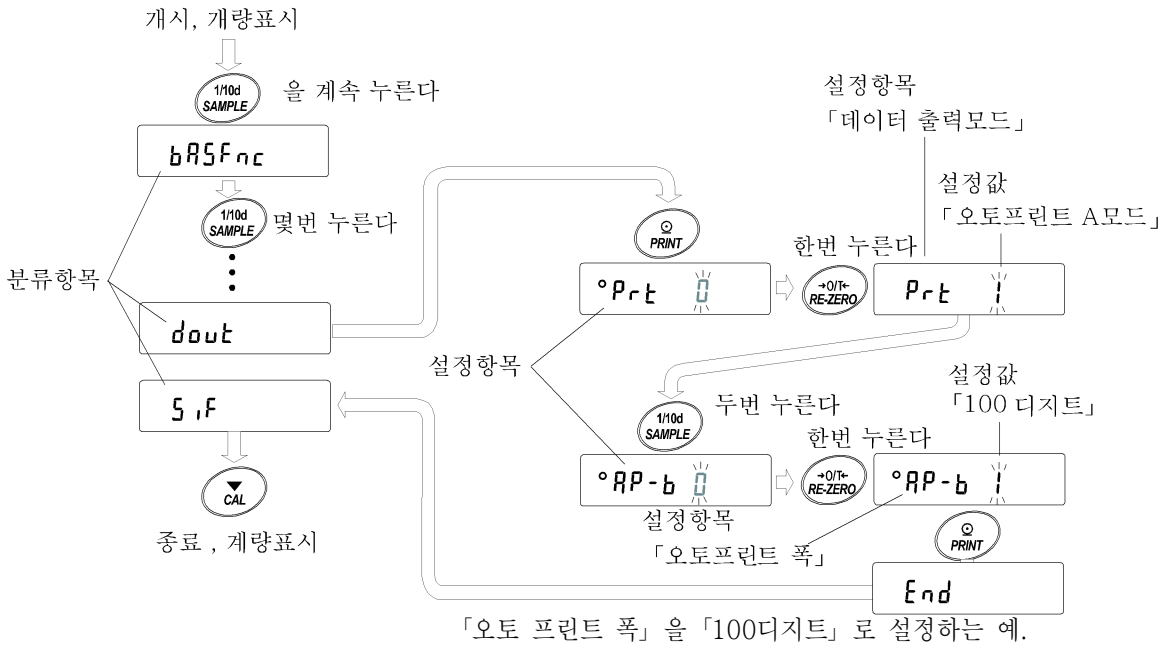 개시, 개량표시
1/10d
SAMPLE
을 계속 누른다
bASFnc
1/10d
SAMPLE
몇번 누른다
분류항목
dout
SiF
CAL
종료 , 계량표시
PRINT
°Prt 0
한번 누른다
→0/T←
RE-ZERO
설정항목
「데이터 출력모드」
설정값
「오토프린트 A모드」
Prt 1
설정항목
1/10d
SAMPLE
두번 누른다
°AP-b 0
설정항목
한번 누른다
→0/T←
RE-ZERO
설정값
「100 디지트」
°AP-b 1
「오토프린트 폭」
PRINT
End
「오토 프린트 폭」을「100디지트」로 설정하는 예.